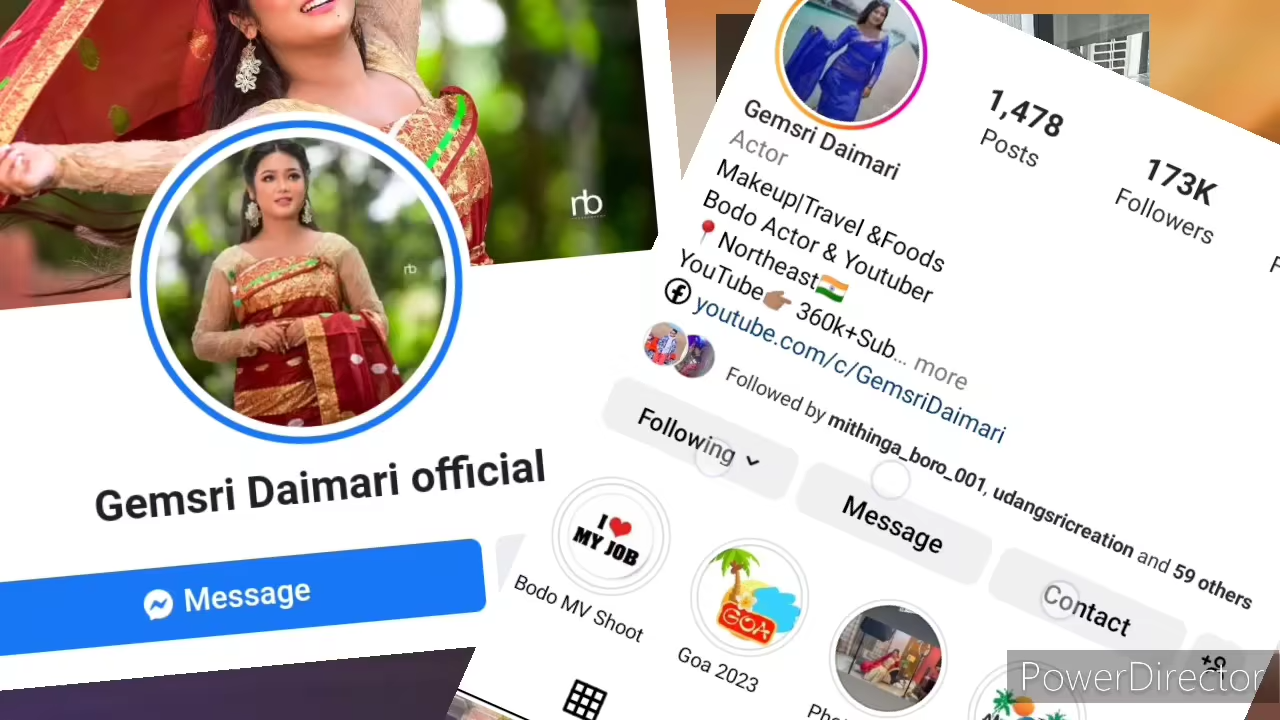 rb
rb
Gemsri Daimari official
Message
1,478
Posts
173K
Followers
Gemsri Daimari
Actor
Makeup|Travel &Foods
Bodo Actor & Youtuber
📍Northeast🇮🇳
YouTube👉🏽 360k+Sub... more
youtube.com/c/GemsriDaimari
Followed by mithinga_boro_001, udangsricreation and 59 others
Following
Message
Contact
I ❤ MY JOB
Bodo MV Shoot
GOA
Goa 2023
PowerDirector